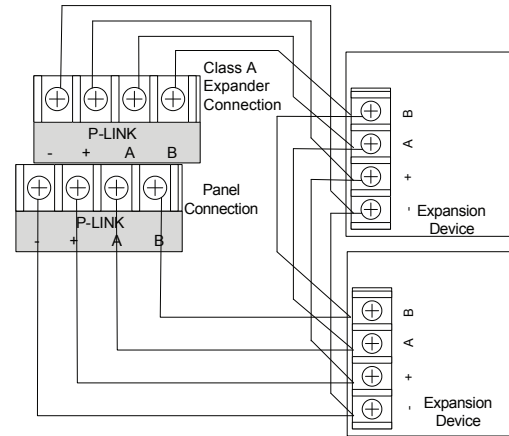 Class A
Expander
Connection
P-LINK
- + A B
Panel
Connection
P-LINK
- + A B
B
A
+
-
Expansion
Device
B
A
+
-
Expansion
Device